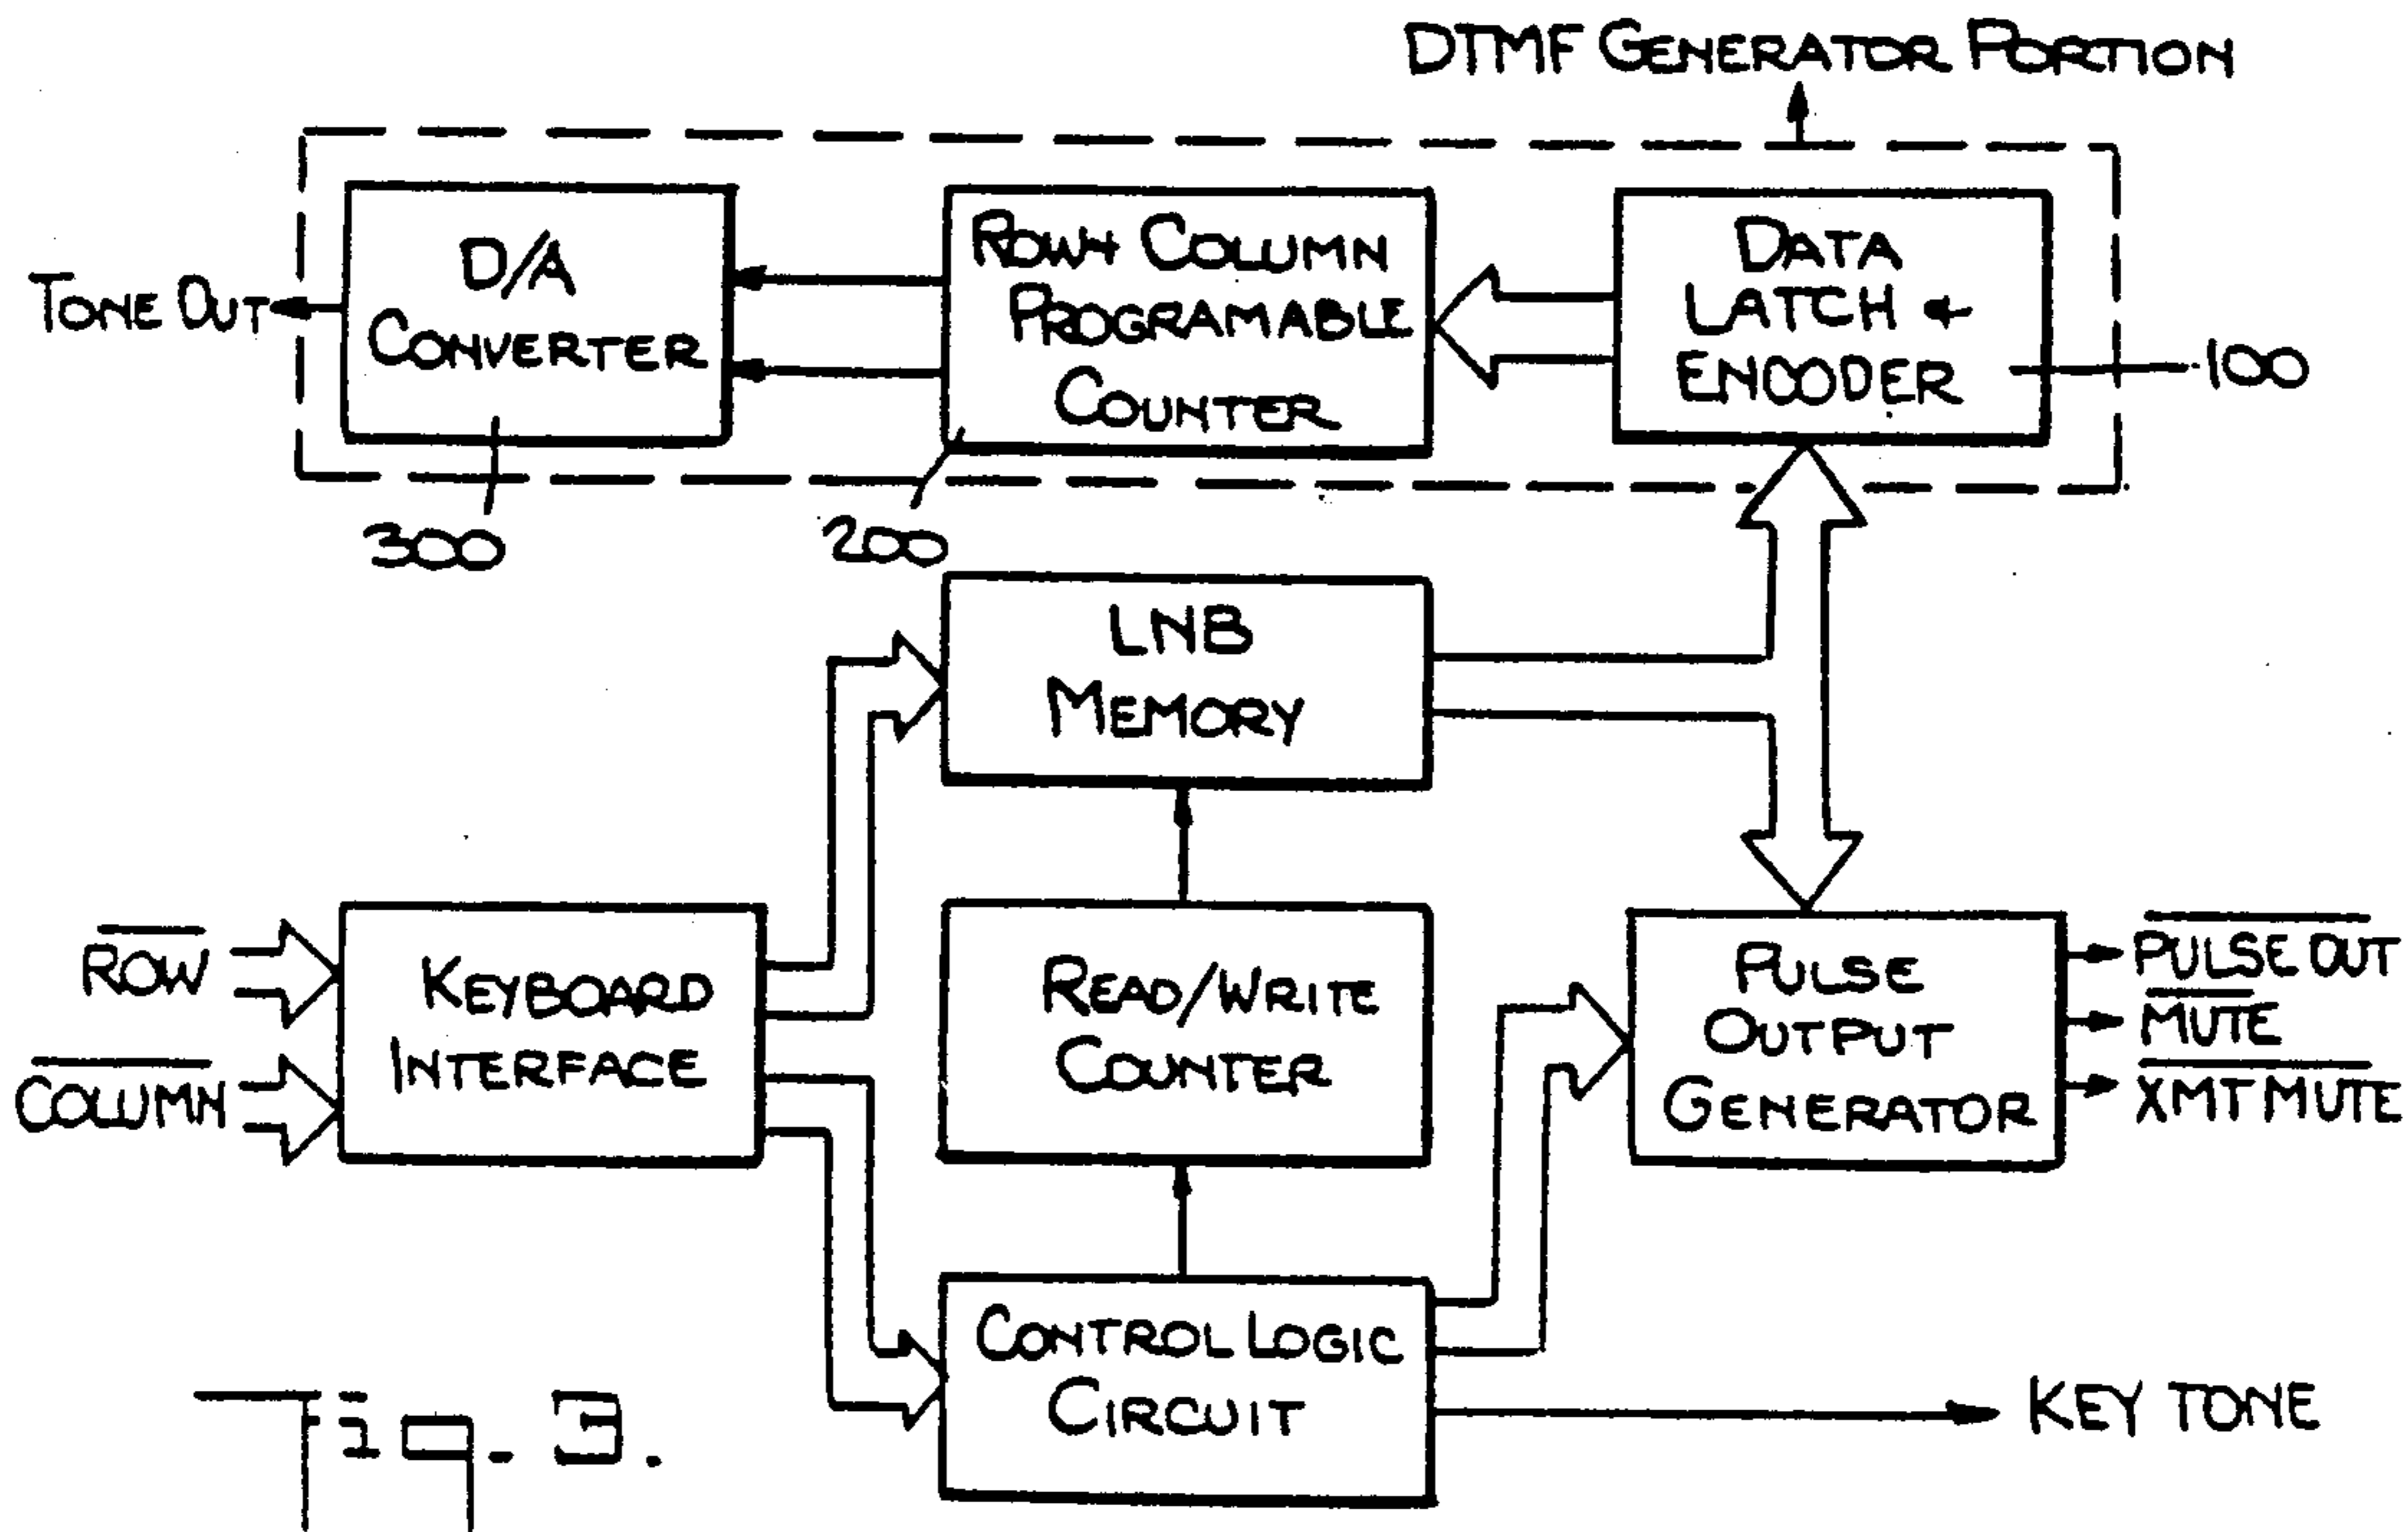 DTMF GENERATOR PORTION
D/A
CONVERTER
ROW & COLUMN
PROGRAMABLE
COUNTER
DATA
LATCH &
ENCODER
TONE OUT
100
300
200
LNB
MEMORY
ROW
COLUMN
KEYBOARD
INTERFACE
READ/WRITE
COUNTER
PULSE
OUTPUT
GENERATOR
PULSE OUT
MUTE
XMT MUTE
CONTROL LOGIC
CIRCUIT
KEY TONE
Fig. 3.